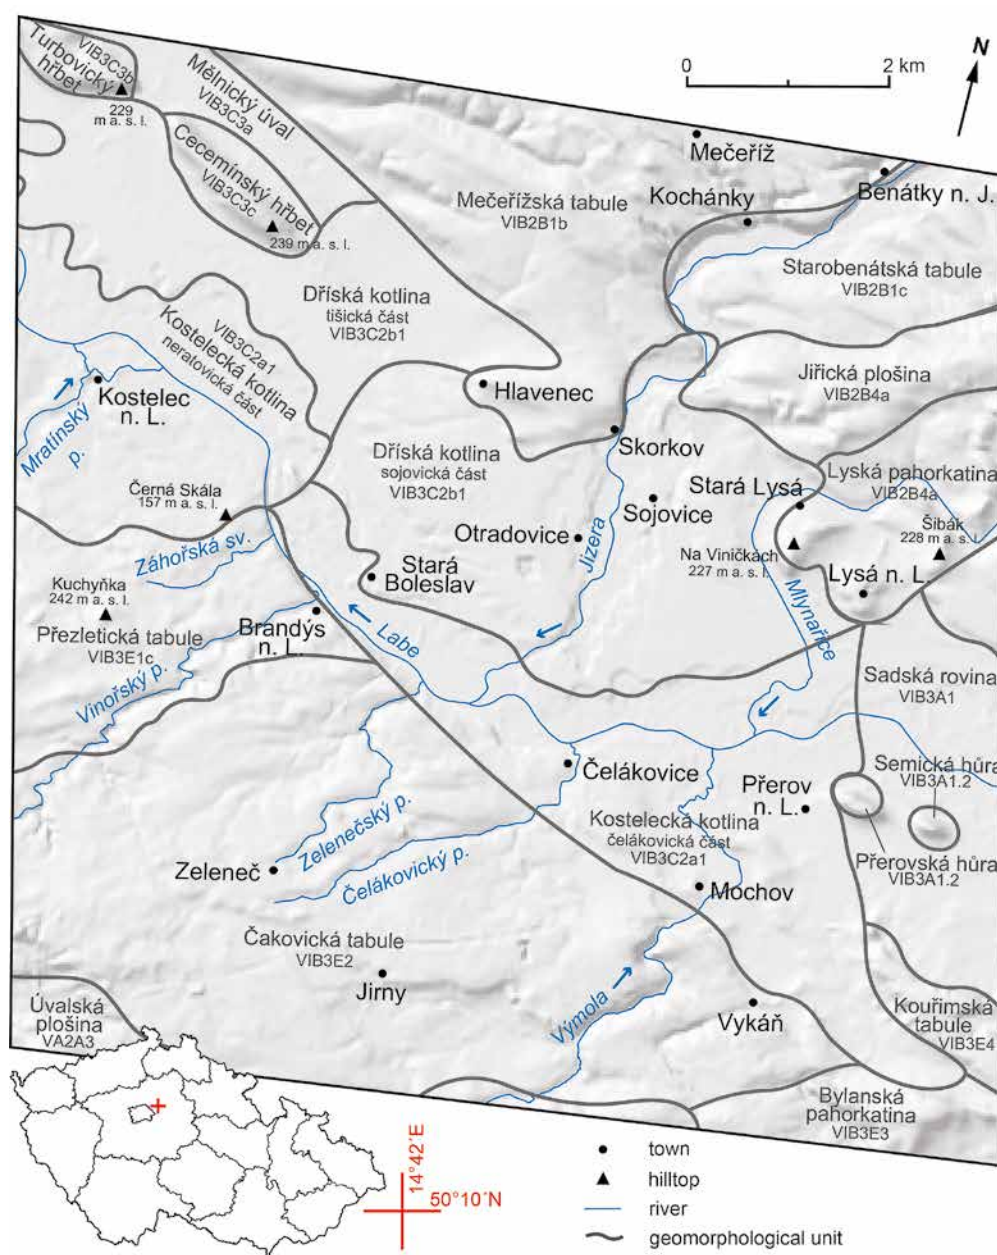 Turbovický
hřbet
VIB3C3b
229
m a. s. l.
Mělnický úval
VIB3C3a
Cecemínský hřbet
VIB3C3c
239 m a. s. l.
0 2 km
N
Mečeříž
Kochánky
Benátky n. J.
Mečeřížská tabule
VIB2B1b
Starobenátská tabule
VIB2B1c
Dříská kotlina
tišická část
VIB3C2b1
VIB3C2a1
Kostelecká kotlina
neratovická část
Kostelec
n. L.
Mratínský
p.
Hlavenec
Jiřická plošina
VIB2B4a
Skorkov
Dříská kotlina
sojovická část
VIB3C2b1
Lyská pahorkatina
VIB2B4a
Stará Lysá
Sojovice
Černá Skála
157 m a. s. l.
Šibák
228 m a. s.
Otradovice
Jizera
Na Viničkách
227 m a. s. l.
Lysá n. L.
Záhořská sv.
Stará
Boleslav
Mlynařice
Kuchyňka
242 m a. s. l.
Přezletická tabule
VIB3E1c
Brandýs
n. L.
Labe
Vinořský p.
Sadská rovina
VIB3A1
Čelákovice
Semická hůra
VIB3A1.2
Přerov
n. L.
Kostelecká kotlina
čelákovická část
VIB3C2a1
Zelenečský p.
Zeleneč
Čelákovický p.
Přerovská hůra
VIB3A1.2
Mochov
Čakovická tabule
VIB3E2
Jirny
Výmola
Vykáň
Kouřimská
tabule
VIB3E4
Úvalská
plošina
VA2A3
Bylanská
pahorkatina
VIB3E3
14°42´E
50°10´N
town
hilltop
river
geomorphological unit